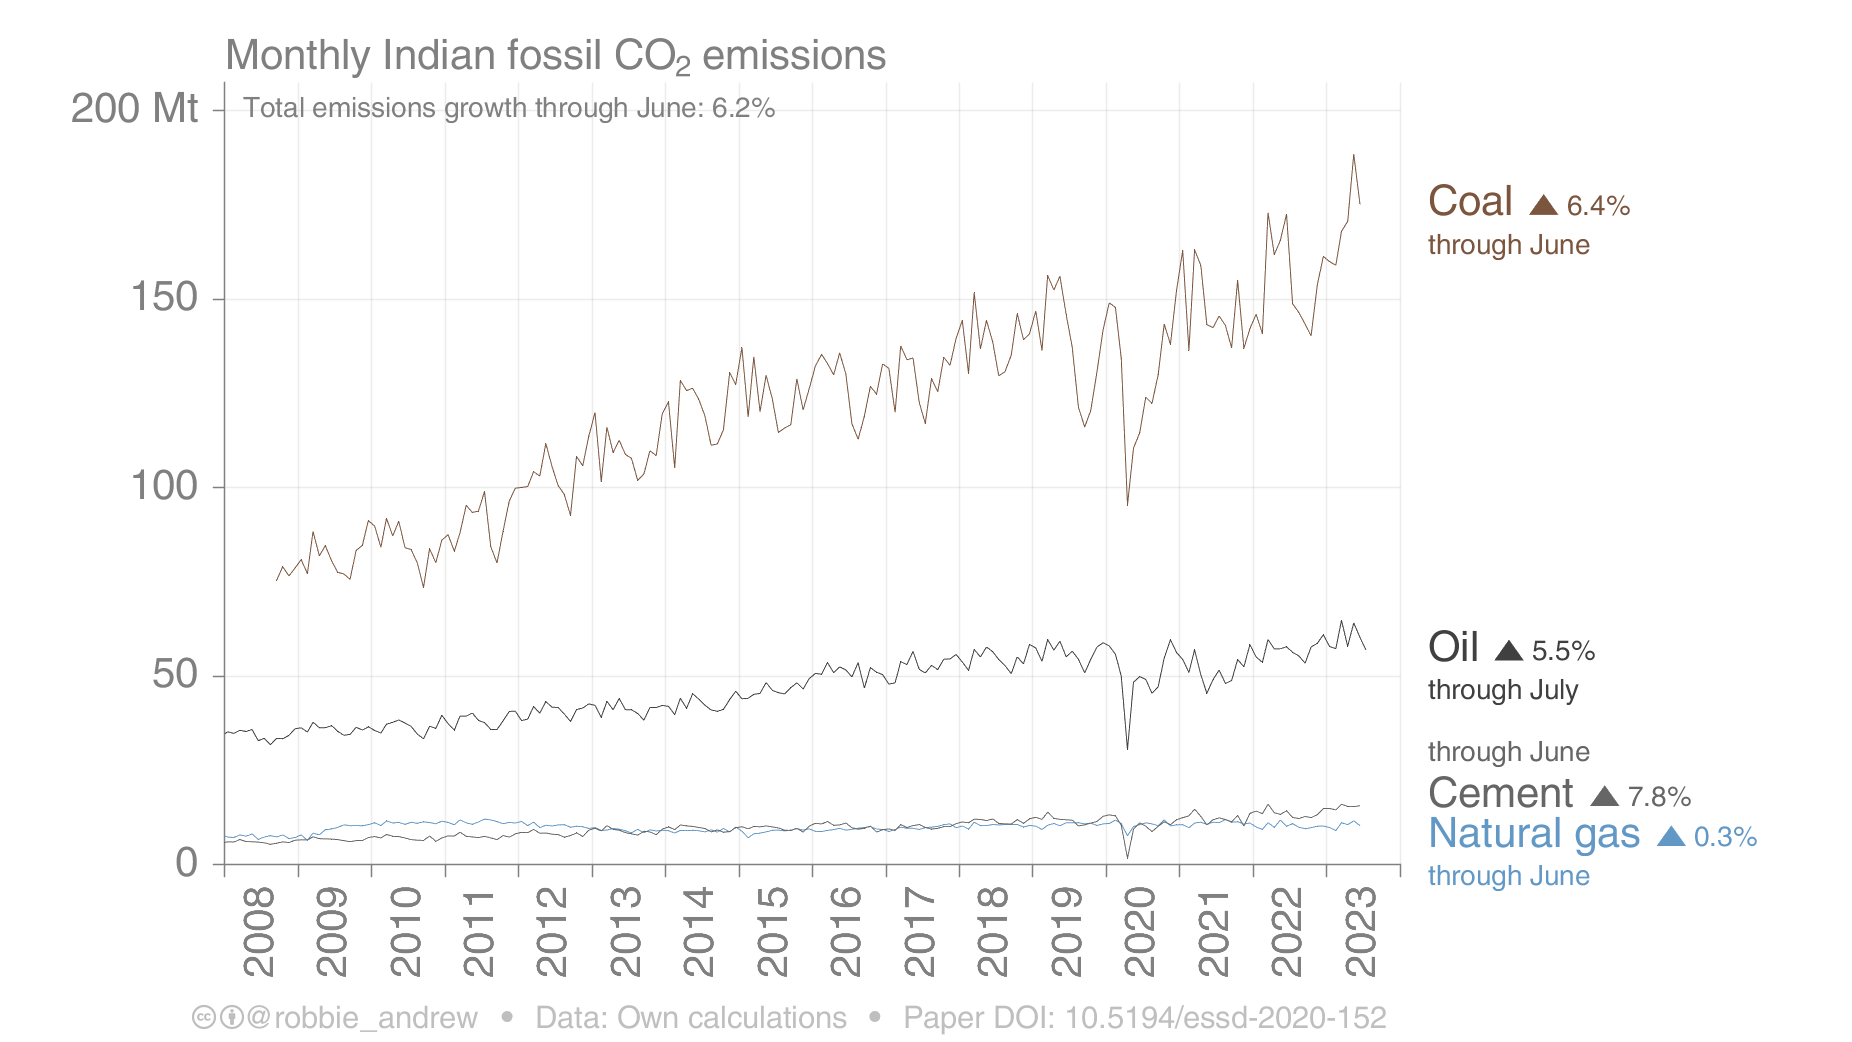 Monthly Indian fossil CO₂ emissions
200 Mt
Total emissions growth through June: 6.2%
150
100
50
0
Coal ▲ 6.4%
through June
Oil ▲ 5.5%
through July
through June
Cement ▲ 7.8%
Natural gas ▲ 0.3%
through June
2008 2009 2010 2011 2012 2013 2014 2015 2016 2017 2018 2019 2020 2021 2022 2023
cc @robbie_andrew • Data: Own calculations • Paper DOI: 10.5194/essd-2020-152